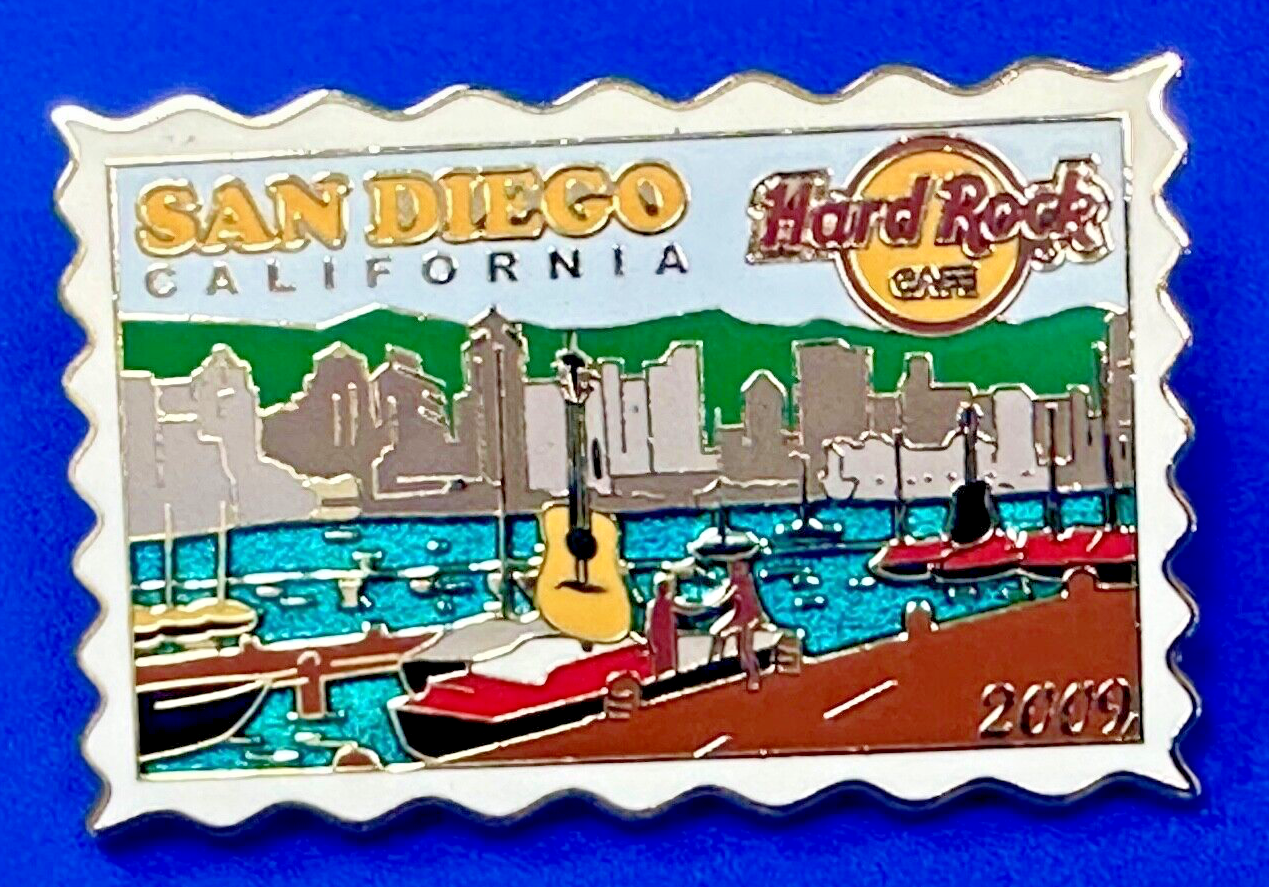 SAN DIEGO
CALIFORNIA
Hard Rock
CAFE
2009